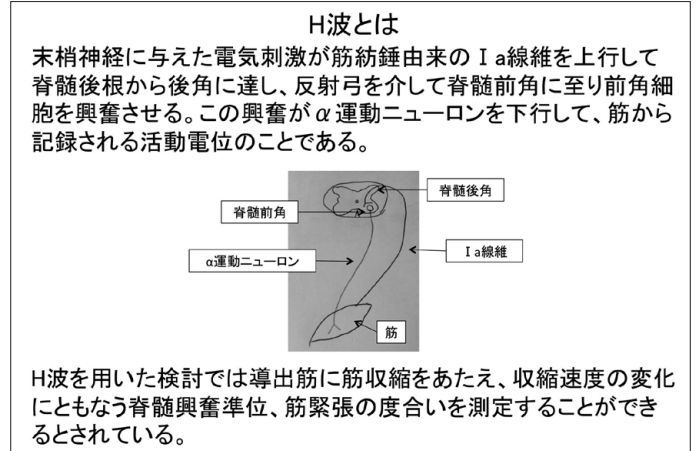 H波とは
末梢神経に与えた電気刺激が筋紡錘由来のⅠa線維を上行して
脊髄後根から後角に達し、反射弓を介して脊髄前角に至り前角細
胞を興奮させる。この興奮がα運動ニューロンを下行して、筋から
記録される活動電位のことである。
脊髄後角
脊髄前角
α運動ニューロン
Ⅰa線維
筋
H波を用いた検討では導出筋に筋収縮をあたえ、収縮速度の変化
にともなう脊髄興奮準位、筋緊張の度合いを測定することができ
るとされている。